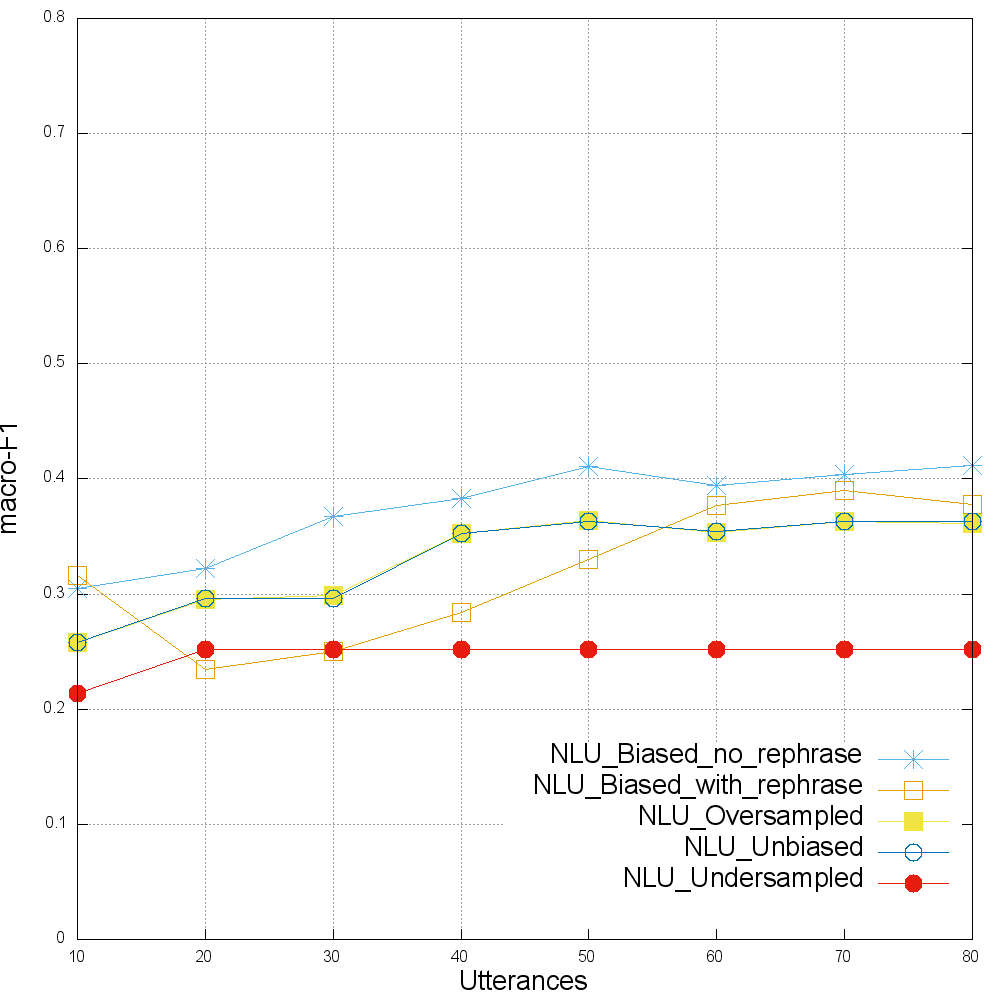 0.8
0.7
0.6
0.5
0.4
0.3
0.2
0.1
0
macro-F1
NLU_Biased_no_rephrase
NLU_Biased_with_rephrase
NLU_Oversampled
NLU_Unbiased
NLU_Undersampled
10 20 30 40 50 60 70 80
Utterances